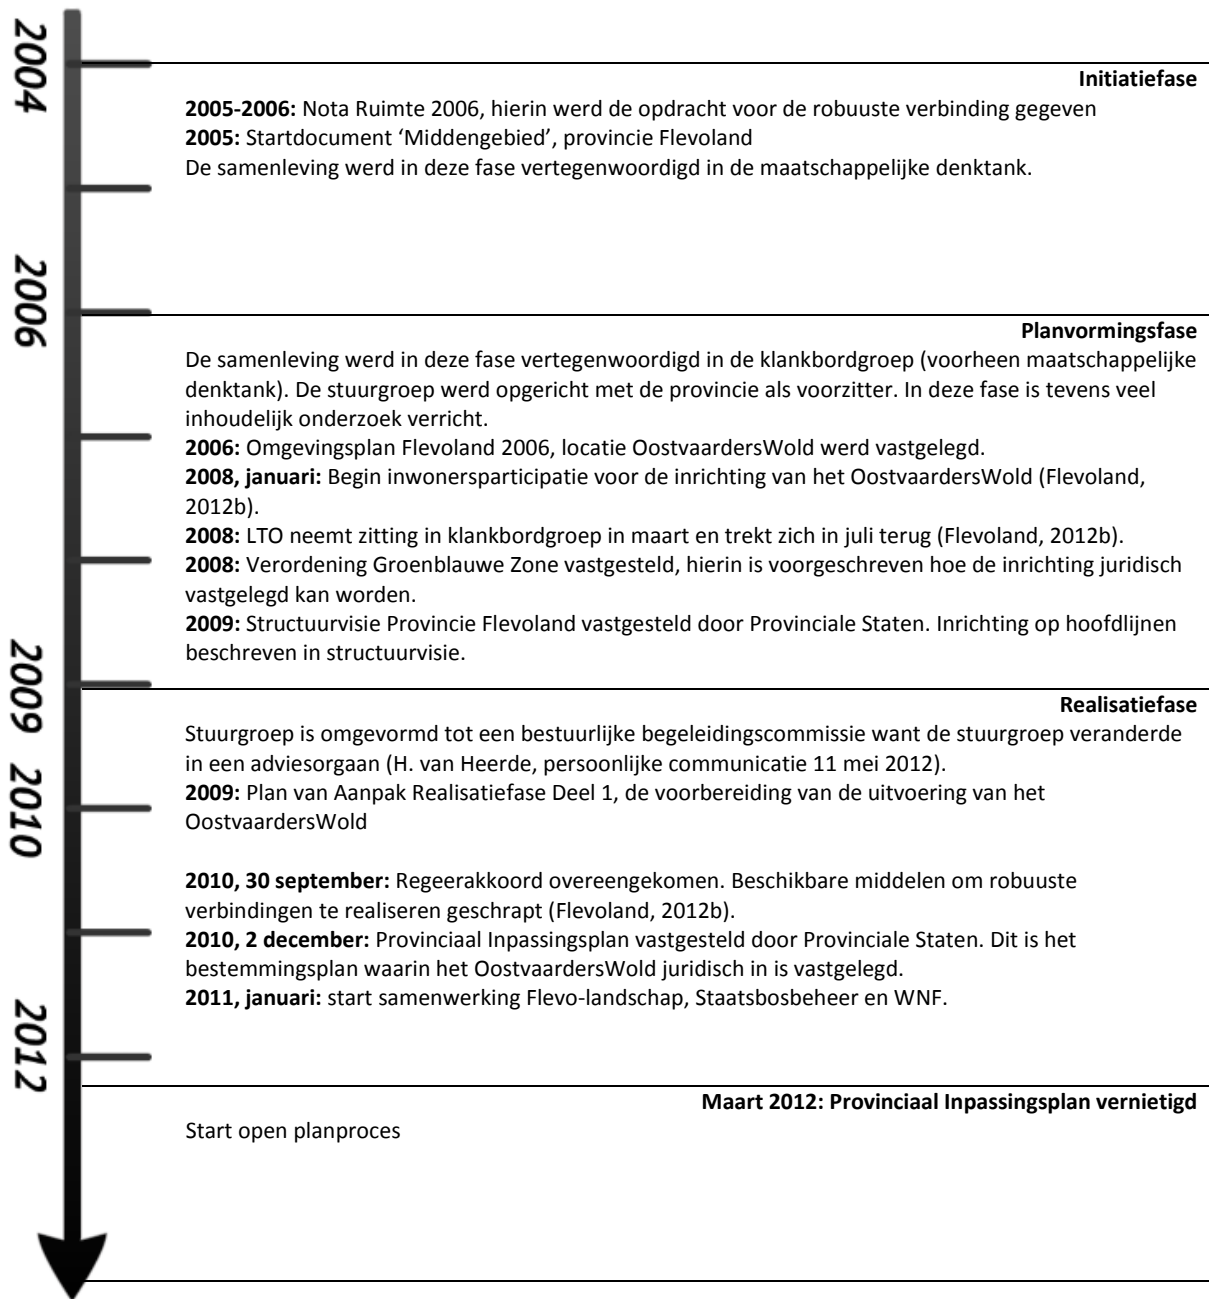 2004
Initiatiefase
2005-2006: Nota Ruimte 2006, hierin werd de opdracht voor de robuuste verbinding gegeven
2005: Startdocument ‘Middengebied’, provincie Flevoland
De samenleving werd in deze fase vertegenwoordigd in de maatschappelijke denktank.
2006
Planvormingsfase
De samenleving werd in deze fase vertegenwoordigd in de klankbordgroep (voorheen maatschappelijke
denktank). De stuurgroep werd opgericht met de provincie als voorzitter. In deze fase is tevens veel
inhoudelijk onderzoek verricht.
2006: Omgevingsplan Flevoland 2006, locatie OostvaardersWold werd vastgelegd.
2008, januari: Begin inwonersparticipatie voor de inrichting van het OostvaardersWold (Flevoland,
2012b).
2008: LTO neemt zitting in klankbordgroep in maart en trekt zich in juli terug (Flevoland, 2012b).
2008: Verordening Groenblauwe Zone vastgesteld, hierin is voorgeschreven hoe de inrichting juridisch
vastgelegd kan worden.
2009: Structuurvisie Provincie Flevoland vastgesteld door Provinciale Staten. Inrichting op hoofdlijnen
beschreven in structuurvisie.
2009
Realisatiefase
Stuurgroep is omgevormd tot een bestuurlijke begeleidingscommissie want de stuurgroep veranderde
in een adviesorgaan (H. van Heerde, persoonlijke communicatie 11 mei 2012).
2009: Plan van Aanpak Realisatiefase Deel 1, de voorbereiding van de uitvoering van het
OostvaardersWold
2010
2010, 30 september: Regeerakkoord overeengekomen. Beschikbare middelen om robuuste
verbindingen te realiseren geschrapt (Flevoland, 2012b).
2010, 2 december: Provinciaal Inpassingsplan vastgesteld door Provinciale Staten. Dit is het
bestemmingsplan waarin het OostvaardersWold juridisch in is vastgelegd.
2011, januari: start samenwerking Flevo-landschap, Staatsbosbeheer en WNF.
2012
Maart 2012: Provinciaal Inpassingsplan vernietigd
Start open planproces